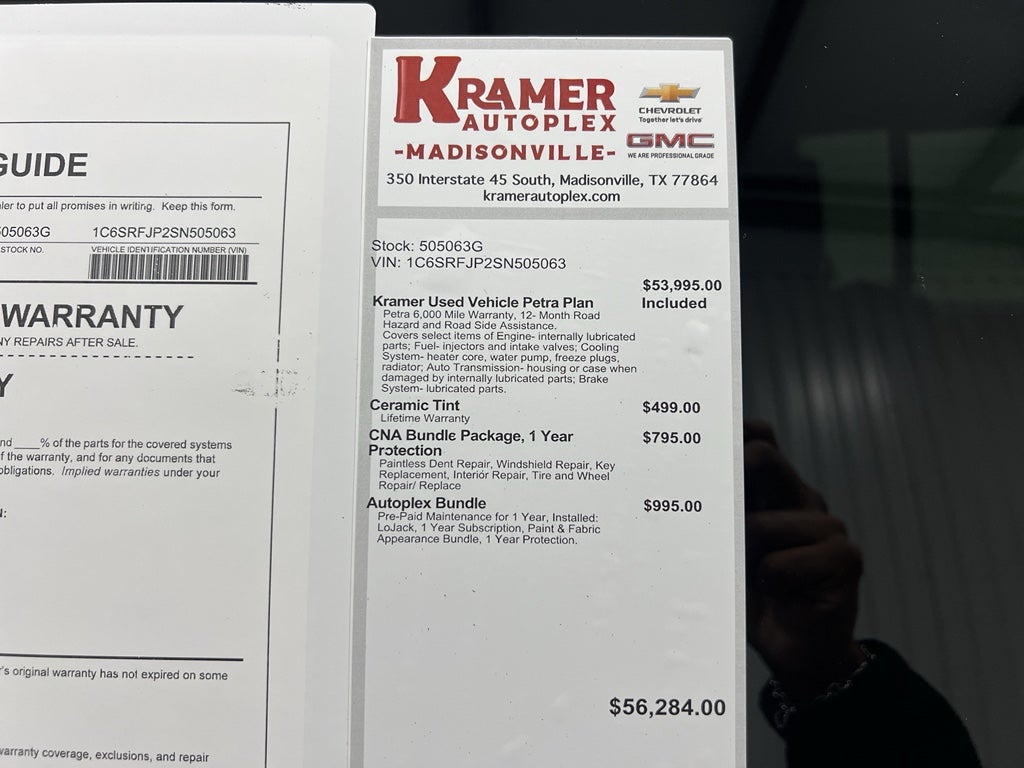 GUIDE
ler to put all promises in writing. Keep this form.
505063G 1C6SRFJP2SN505063
STOCK NO. VEHICLE IDENTIFICATION NUMBER (VIN)
WARRANTY
NY REPAIRS AFTER SALE.
Y
nd ____% of the parts for the covered systems
f the warranty, and for any documents that
obligations. Implied warranties under your
N:
's original warranty has not expired on some
warranty coverage, exclusions, and repair
KRAMER
AUTOPLEX
-MADISONVILLE-
CHEVROLET
Together let's drive
GMC
WE ARE PROFESSIONAL GRADE
350 Interstate 45 South, Madisonville, TX 77864
kramerautoplex.com
Stock: 505063G
VIN: 1C6SRFJP2SN505063
$53,995.00
Kramer Used Vehicle Petra Plan Included
Petra 6,000 Mile Warranty, 12- Month Road
Hazard and Road Side Assistance.
Covers select items of Engine- internally lubricated
parts; Fuel- injectors and intake valves; Cooling
System- heater core, water pump, freeze plugs,
radiator; Auto Transmission- housing or case when
damaged by internally lubricated parts; Brake
System- lubricated parts.
Ceramic Tint $499.00
Lifetime Warranty
CNA Bundle Package, 1 Year $795.00
Protection
Paintless Dent Repair, Windshield Repair, Key
Replacement, Interior Repair, Tire and Wheel
Repair/ Replace
Autoplex Bundle $995.00
Pre-Paid Maintenance for 1 Year, Installed:
LoJack, 1 Year Subscription, Paint & Fabric
Appearance Bundle, 1 Year Protection.
$56,284.00